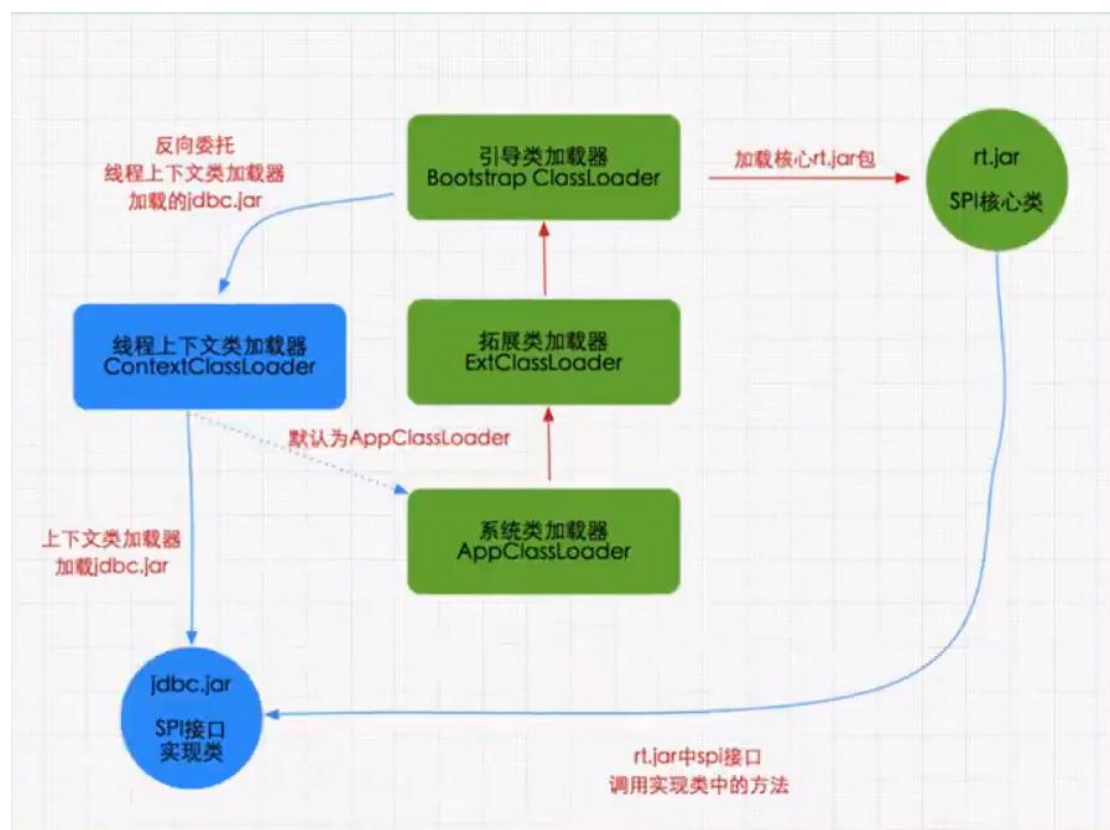 反向委托
线程上下文类加载器
加载的jdbc.jar
引导类加载器
Bootstrap ClassLoader
加载核心rt.jar包
rt.jar
SPI核心类
线程上下文类加载器
ContextClassLoader
拓展类加载器
ExtClassLoader
默认为AppClassLoader
系统类加载器
AppClassLoader
上下文类加载器
加载jdbc.jar
jdbc.jar
SPI接口
实现类
rt.jar中spi接口
调用实现类中的方法